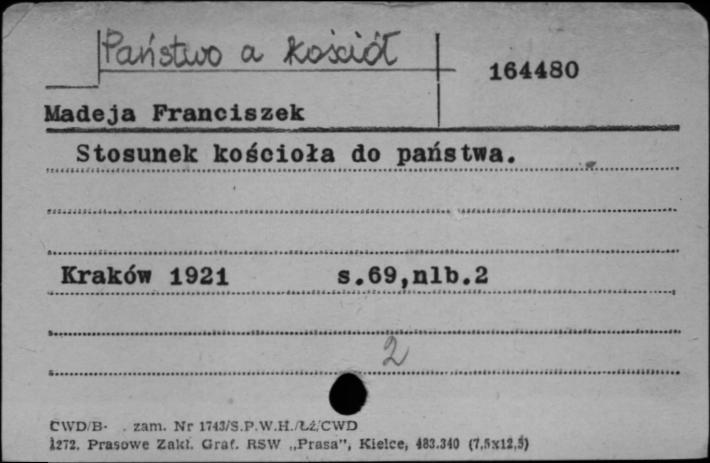 Państwo a kościół
164480
Madeja Franciszek
Stosunek kościoła do państwa.
Kraków 1921 s.69,nlb.2
2
CWD/B- . zam. Nr 1743/S.P.W.H./Łź/CWD
1272. Prasowe Zakł. Graf. RSW „Prasa”, Kielce, 483.340 (7,5x12,5)